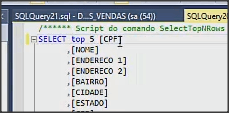 SQLQuery21.sql - D...S_VENDAS (sa (54))
SQLQuery20
/****** Script do comando SelectTopNRows
SELECT top 5 [CPF]
,[NOME]
,[ENDERECO 1]
,[ENDERECO 2]
,[BAIRRO]
,[CIDADE]
,[ESTADO]